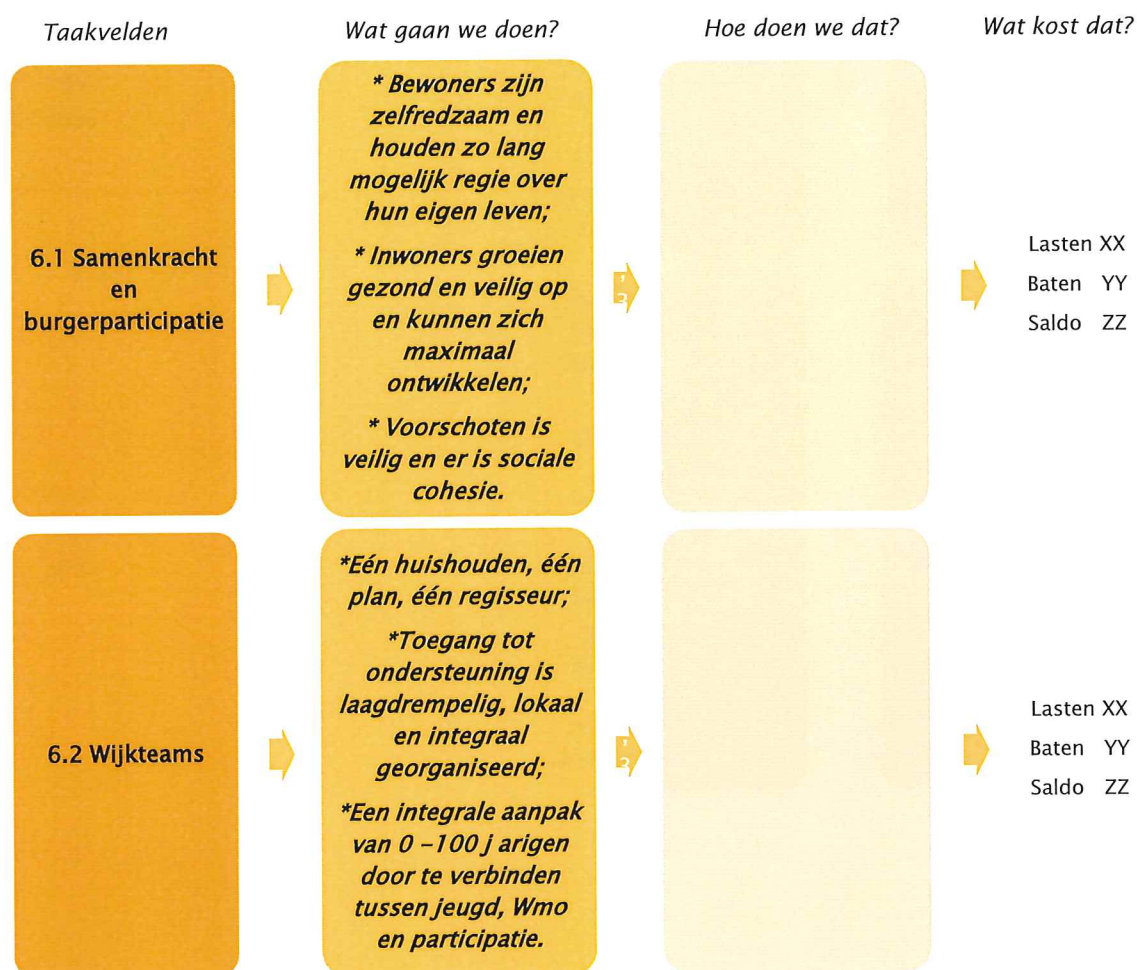 Taakvelden
Wat gaan we doen?
Hoe doen we dat?
Wat kost dat?
6.1 Samenkracht
en
burgerparticipatie
* Bewoners zijn
zelfredzaam en
houden zo lang
mogelijk regie over
hun eigen leven;
* Inwoners groeien
gezond en veilig op
en kunnen zich
maximaal
ontwikkelen;
* Voorschoten is
veilig en er is sociale
cohesie.
Lasten XX
Baten YY
Saldo ZZ
6.2 Wijkteams
*Eén huishouden, één
plan, één regisseur;
*Toegang tot
ondersteuning is
laagdrempelig, lokaal
en integraal
georganiseerd;
*Een integrale aanpak
van 0 –100 j arigen
door te verbinden
tussen jeugd, Wmo
en participatie.
Lasten XX
Baten YY
Saldo ZZ